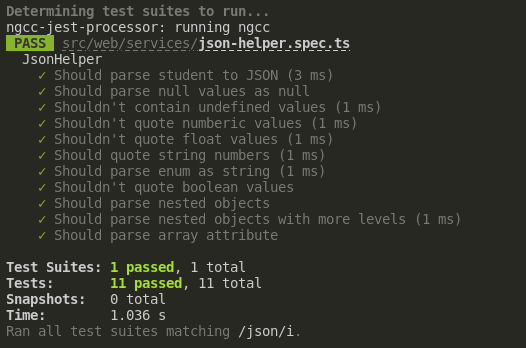 Determining test suites to run...
ngcc-jest-processor: running ngcc
PASS src/web/services/json-helper.spec.ts
JsonHelper
✓ Should parse student to JSON (3 ms)
✓ Should parse null values as null
✓ Shouldn't contain undefined values (1 ms)
✓ Shouldn't quote numberic values (1 ms)
✓ Shouldn't quote float values (1 ms)
✓ Should quote string numbers (1 ms)
✓ Should parse enum as string (1 ms)
✓ Shouldn't quote boolean values
✓ Should parse nested objects
✓ Should parse nested objects with more levels (1 ms)
✓ Should parse array attribute
Test Suites: 1 passed, 1 total
Tests: 11 passed, 11 total
Snapshots: 0 total
Time: 1.036 s
Ran all test suites matching /json/i.